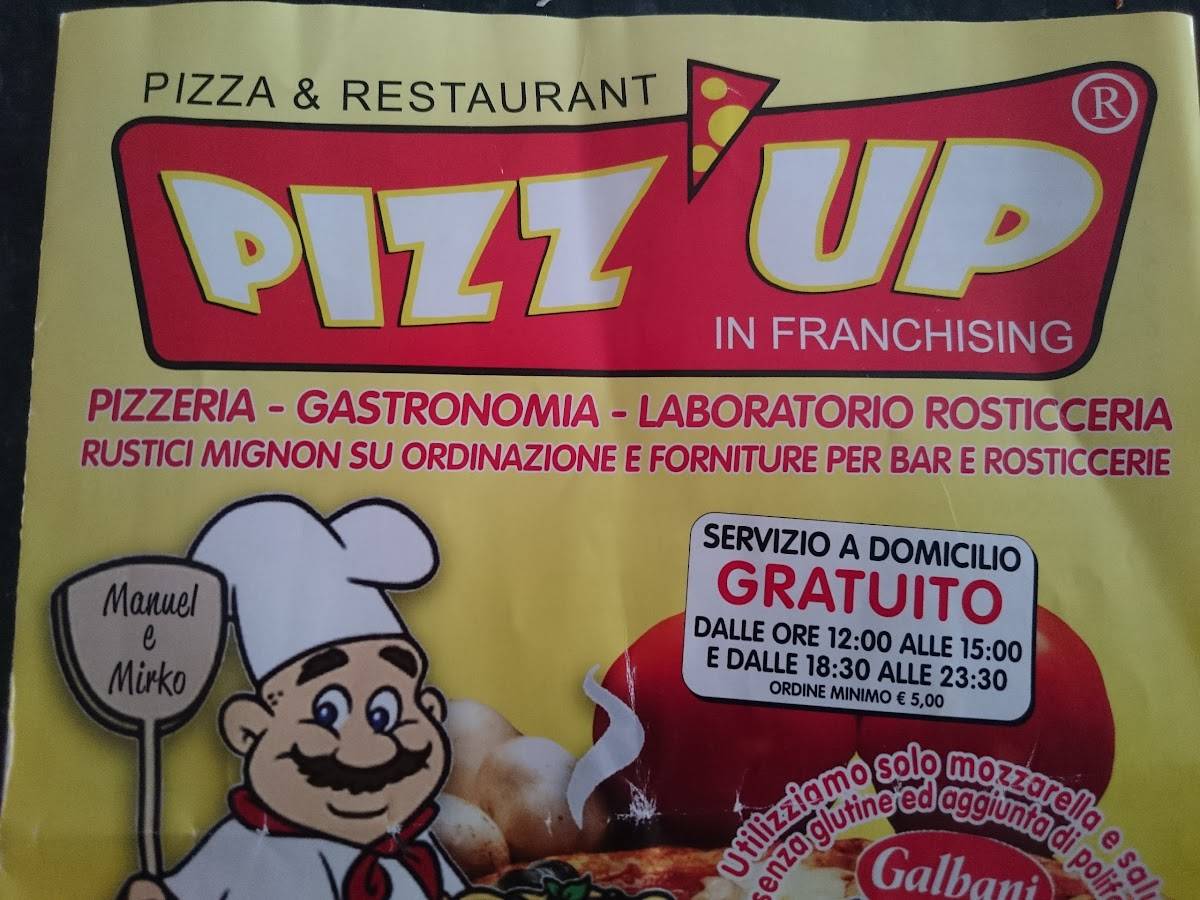 PIZZA & RESTAURANT
PIZZ'UP
®
IN FRANCHISING
PIZZERIA - GASTRONOMIA - LABORATORIO ROSTICCERIA
RUSTICI MIGNON SU ORDINAZIONE E FORNITURE PER BAR E ROSTICCERIE
Manuel
e
Mirko
SERVIZIO A DOMICILIO
GRATUITO
DALLE ORE 12:00 ALLE 15:00
E DALLE 18:30 ALLE 23:30
ORDINE MINIMO € 5,00
Utilizziamo solo mozzarella e
senza glutine ed aggiunta di
Galbani